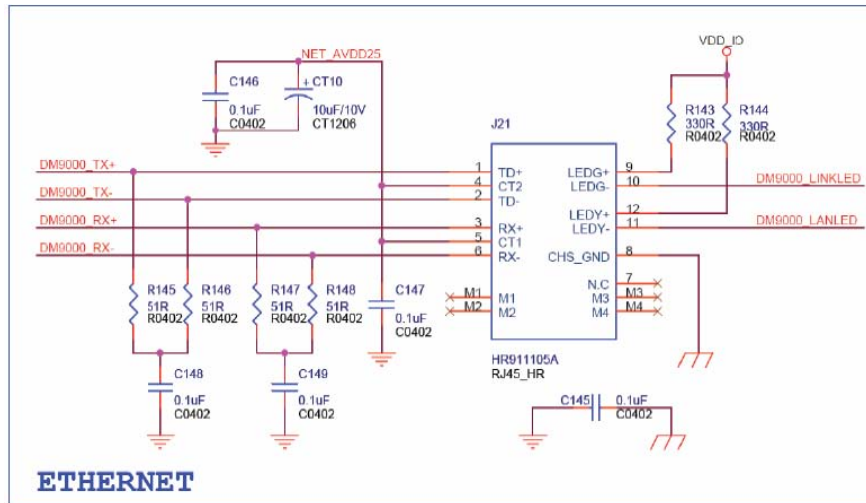 VDD_IO
NET_AVDD25
C146
0.1uF
C0402
+ CT10
10uF/10V
CT1206
R143
330R
R0402
R144
330R
R0402
J21
DM9000_TX+
DM9000_TX-
DM9000_RX+
DM9000_RX-
1
4
2
3
5
6
M1
M2
TD+
CT2
TD-
RX+
CT1
RX-
M1
M2
LEDG+
LEDG-
LEDY+
LEDY-
CHS_GND
N.C
M3
M4
9
10
12
11
8
7
M3
M4
DM9000_LINKLED
DM9000_LANLED
R145
51R
R0402
R146
51R
R0402
R147
51R
R0402
R148
51R
R0402
C147
0.1uF
C0402
HR911105A
RJ45_HR
C148
0.1uF
C0402
C149
0.1uF
C0402
C145
0.1uF
C0402
ETHERNET